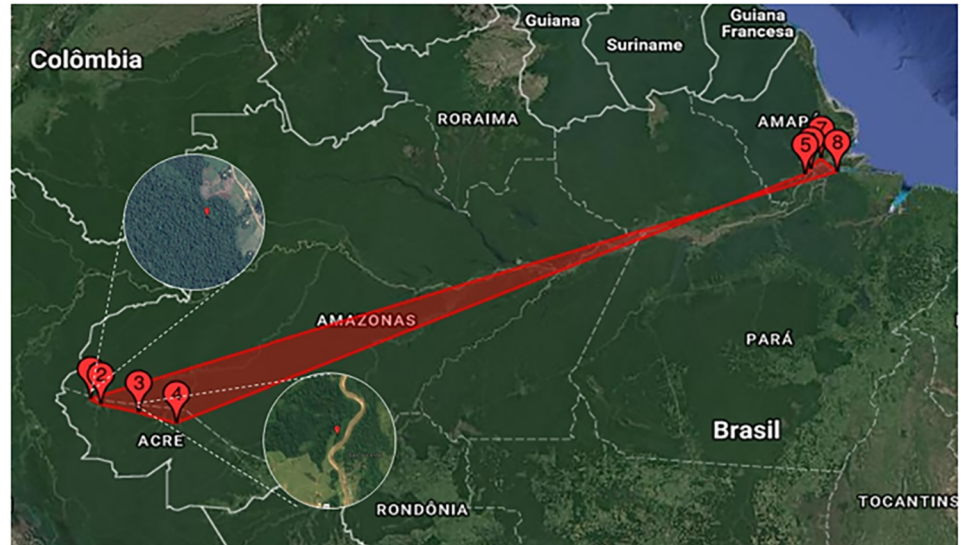 Guiana
Guiana
Francesa
Colômbia
Suriname
RORAIMA
AMAPÁ
7
5
8
AMAZONAS
PARÁ
2
3
4
ACRE
Brasil
RONDÔNIA
TOCANTINS